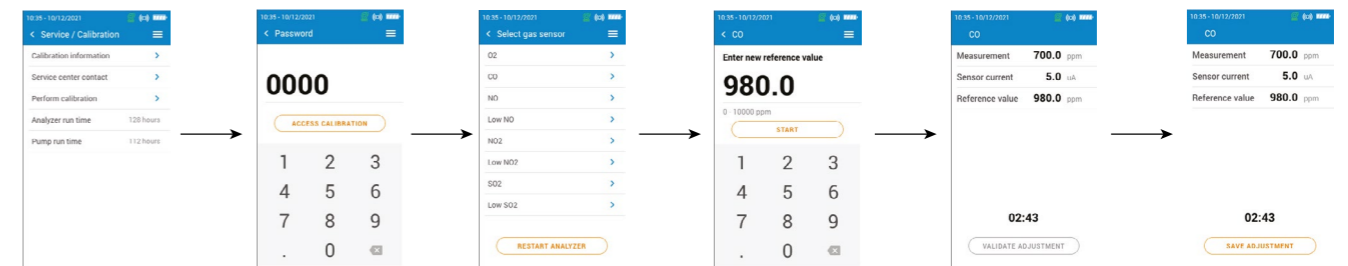 10:35 - 10/12/2021
Service / Calibration
Calibration information
Service center contact
Perform calibration
Analyzer run time 128 hours
Pump run time 112 hours
10:35 - 10/12/2021
Password
0000
ACCESS CALIBRATION
1 2 3
4 5 6
7 8 9
. 0
10:35 - 10/12/2021
Select gas sensor
O2
CO
NO
Low NO
NO2
Low NO2
SO2
Low SO2
RESTART ANALYZER
10:35 - 10/12/2021
CO
Enter new reference value
980.0
0 - 10000 ppm
START
1 2 3
4 5 6
7 8 9
. 0
10:35 - 10/12/2021
CO
Measurement 700.0 ppm
Sensor current 5.0 uA
Reference value 980.0 ppm
02:43
VALIDATE ADJUSTMENT
10:35 - 10/12/2021
CO
Measurement 700.0 ppm
Sensor current 5.0 uA
Reference value 980.0 ppm
02:43
SAVE ADJUSTMENT